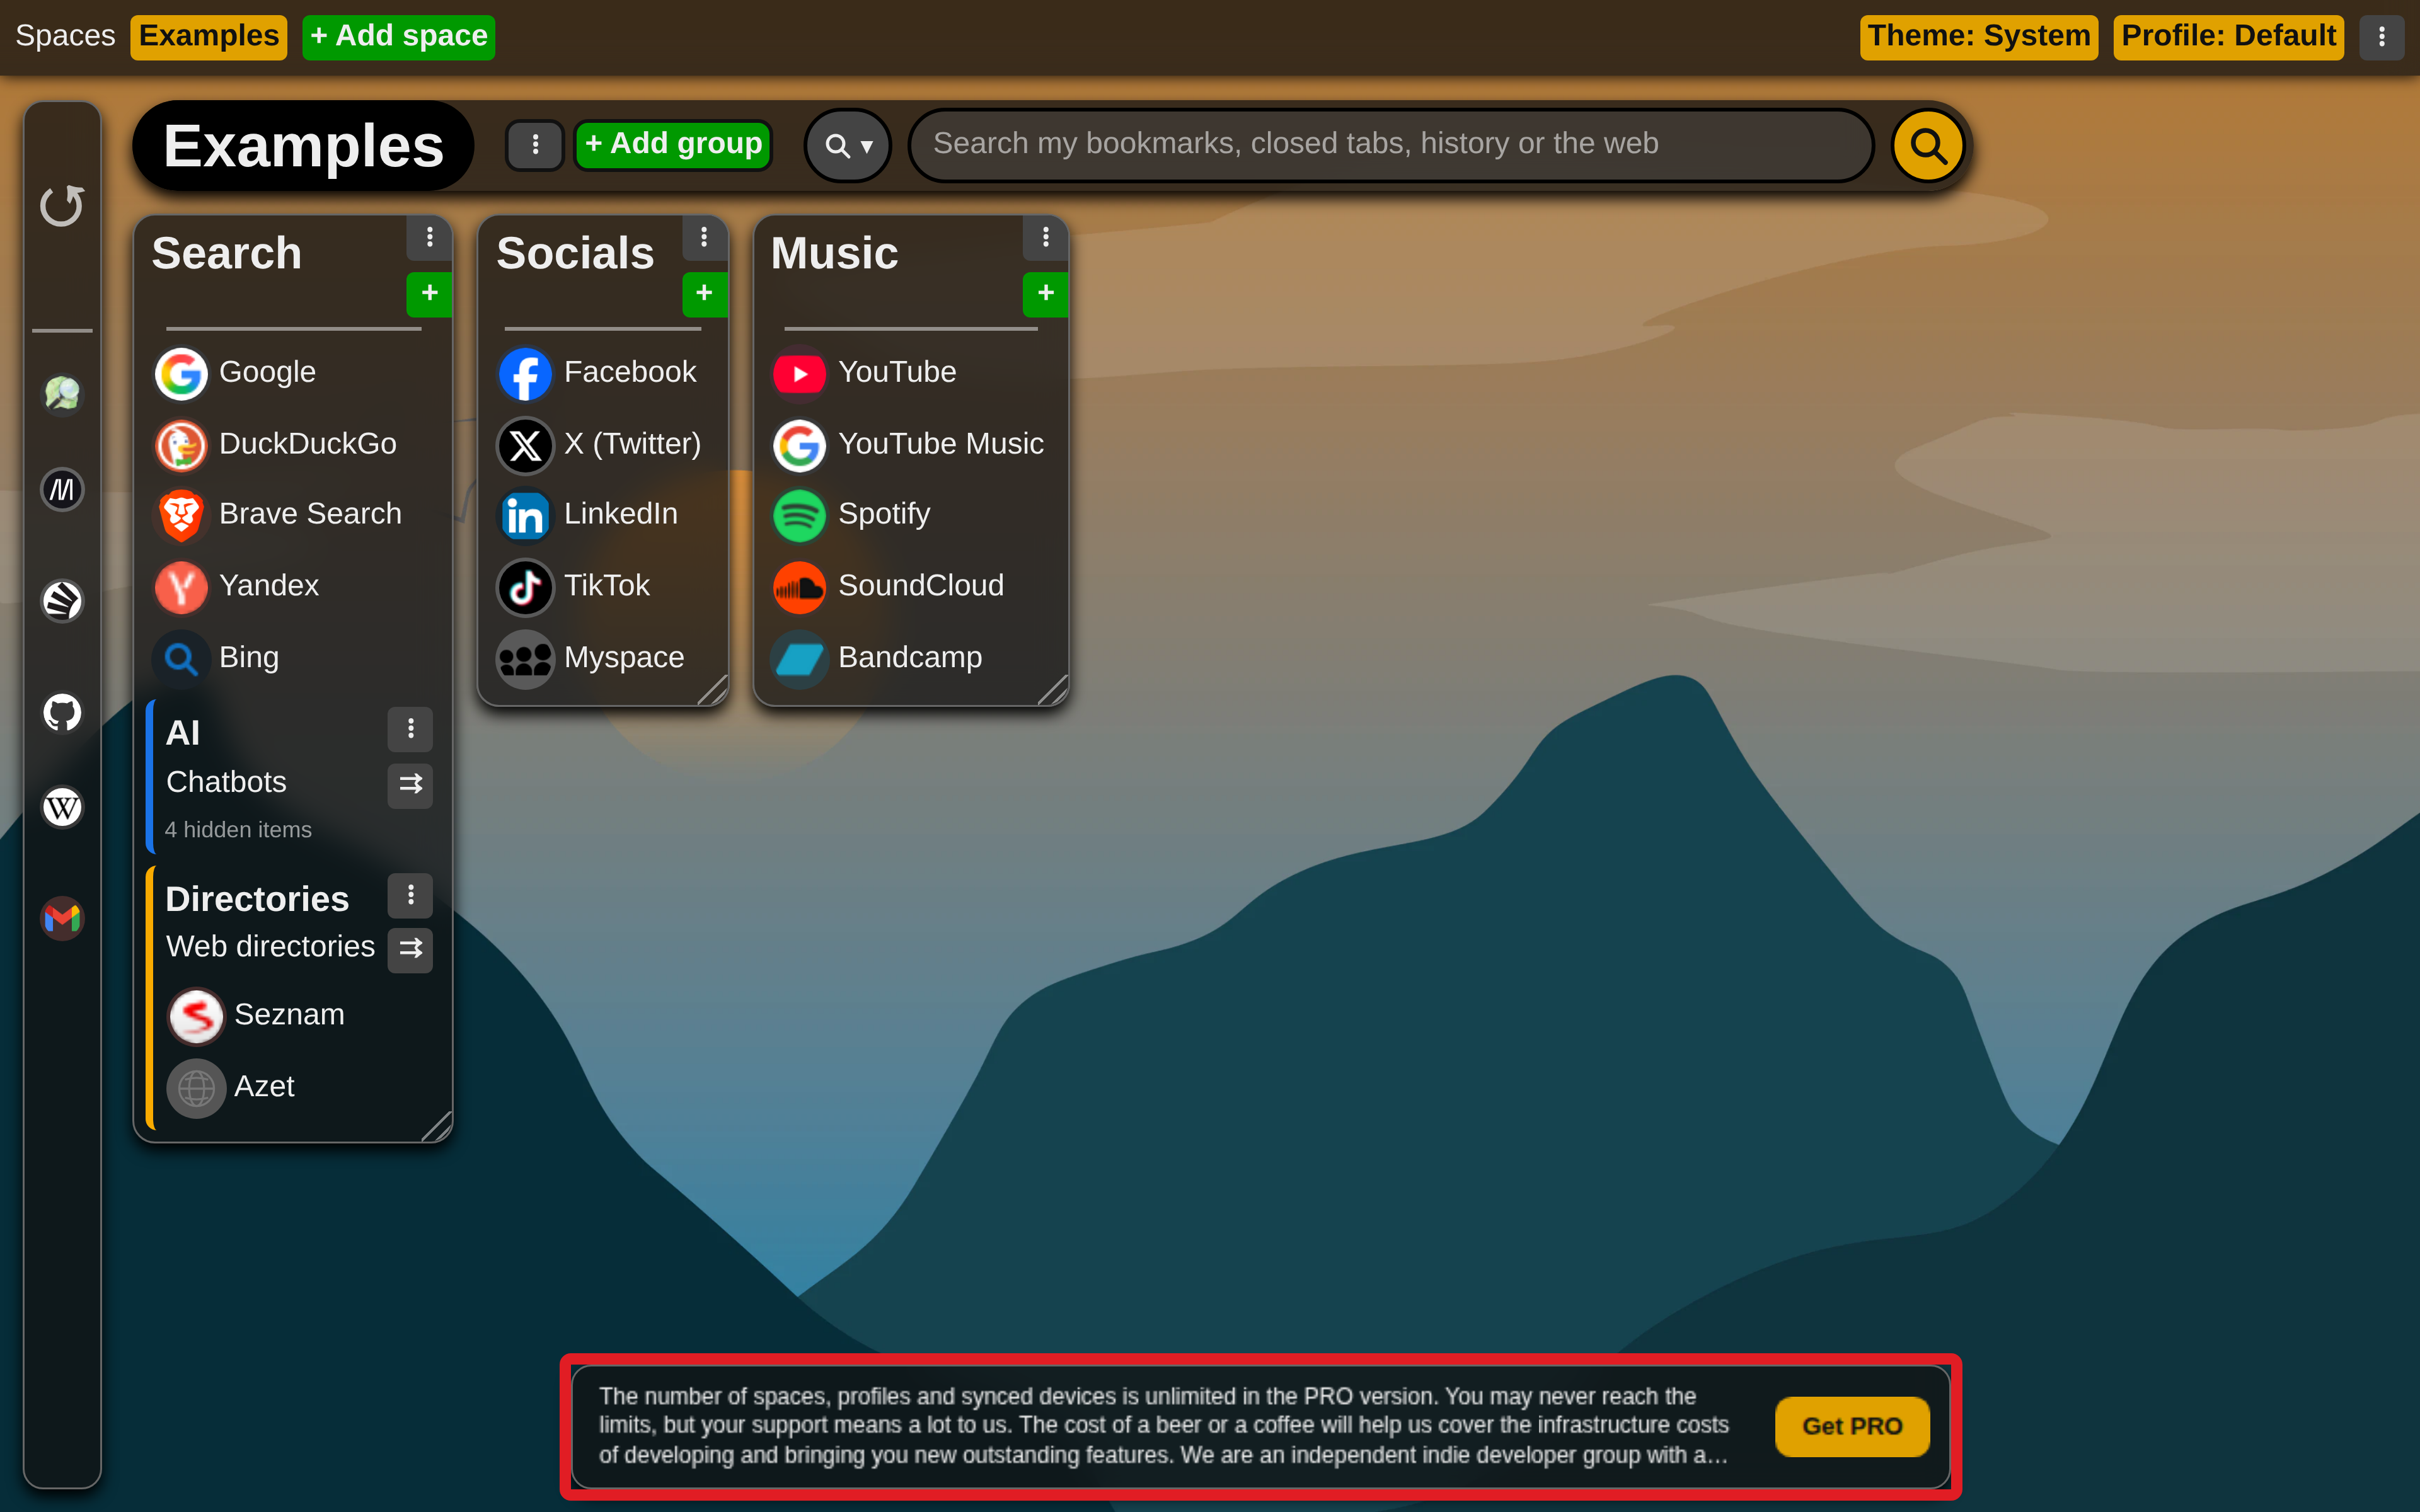 Spaces Examples + Add space Theme: System Profile: Default
Examples + Add group Search my bookmarks, closed tabs, history or the web
Search
Google
DuckDuckGo
Brave Search
Yandex
Bing
AI
Chatbots
4 hidden items
Directories
Web directories
Seznam
Azet
Socials
Facebook
X (Twitter)
LinkedIn
TikTok
Myspace
Music
YouTube
YouTube Music
Spotify
SoundCloud
Bandcamp
The number of spaces, profiles and synced devices is unlimited in the PRO version. You may never reach the
limits, but your support means a lot to us. The cost of a beer or a coffee will help us cover the infrastructure costs
of developing and bringing you new outstanding features. We are an independent indie developer group with a…
Get PRO